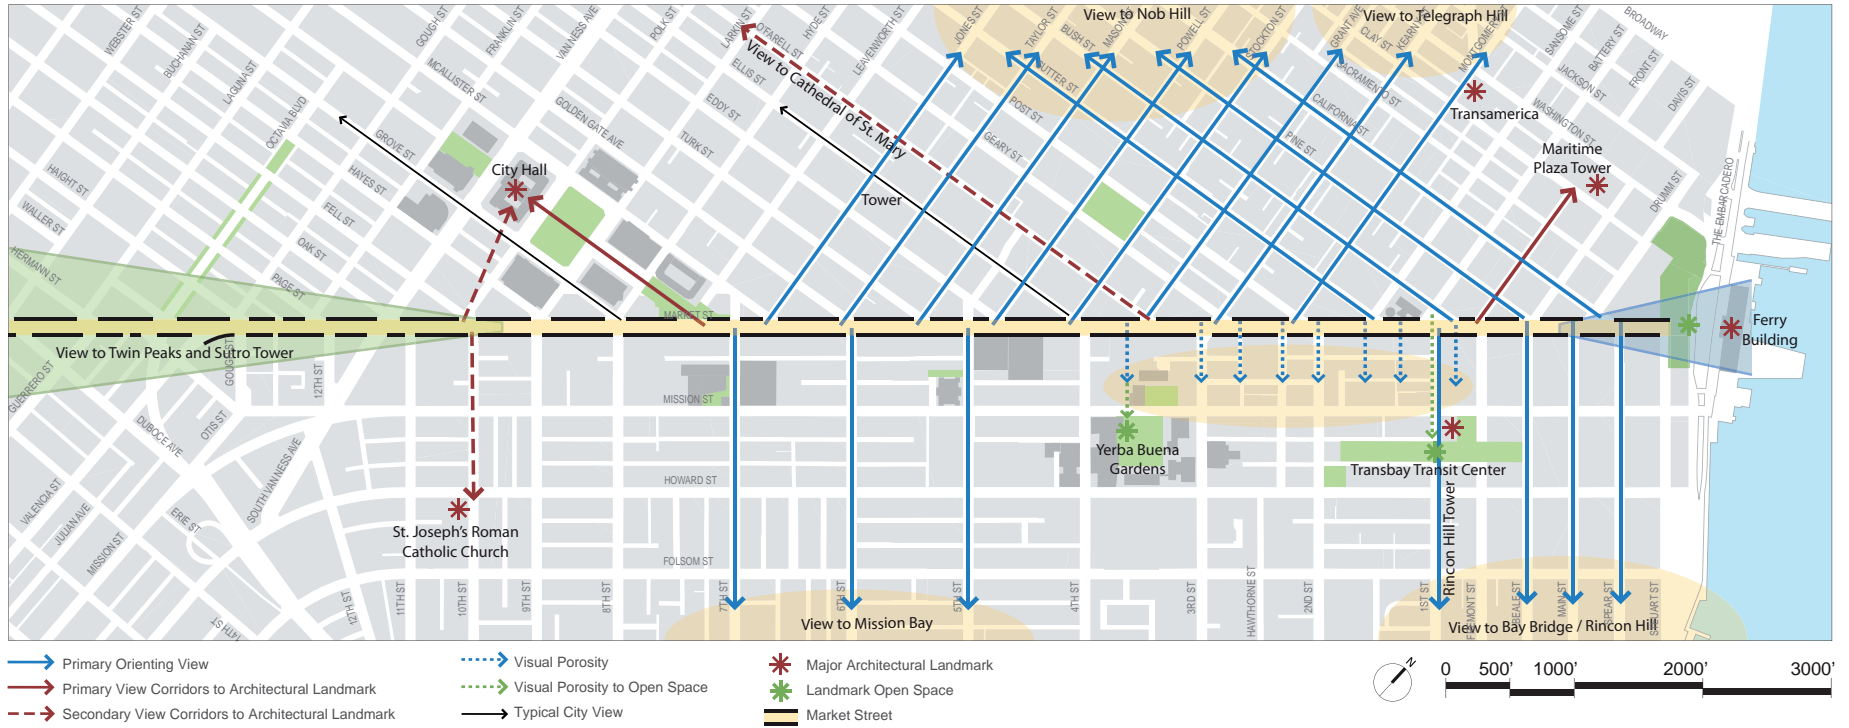 WEBSTER ST
BUCHANAN ST
LAGUNA ST
OCTAVIA BLVD
GOUGH ST
FRANKLIN ST
VAN NESS AVE
POLK ST
LARKIN ST
O'FARELL ST
HYDE ST
LEAVENWORTH ST
JONES ST
TAYLOR ST
BUSH ST
MASON ST
POWELL ST
STOCKTON ST
GRANT AVE
CLAY ST
KEARNY ST
MONTGOMERY ST
SANSOME ST
BATTERY ST
FRONT ST
BROADWAY
DAVIS ST
JACKSON ST
WASHINGTON ST
View to Nob Hill
View to Telegraph Hill
View to Cathedral of St. Mary
MCALLISTER ST
GOLDEN GATE AVE
TURK ST
EDDY ST
ELLIS ST
SUTTER ST
POST ST
GEARY ST
PINE ST
CALIFORNIA ST
SACRAMENTO ST
Transamerica
Maritime
Plaza Tower
DRUMM ST
THE EMBARCADERO
City Hall
Tower
GROVE ST
HAYES ST
FELL ST
OAK ST
PAGE ST
HAIGHT ST
WALLER ST
HERMANN ST
MARKET ST
View to Twin Peaks and Sutro Tower
Ferry
Building
GUERRERO ST
GOUGH ST
12TH ST
DUBOCE AVE
OTIS ST
SOUTH VAN NESS AVE
VALENCIA ST
JULIAN AVE
MISSION ST
ERIE ST
14TH ST
12TH ST
MISSION ST
HOWARD ST
FOLSOM ST
Yerba Buena
Gardens
Transbay Transit Center
Rincon Hill Tower
St. Joseph's Roman
Catholic Church
11TH ST
10TH ST
9TH ST
8TH ST
7TH ST
6TH ST
5TH ST
4TH ST
3RD ST
HAWTHORNE ST
2ND ST
1ST ST
FREMONT ST
BEALE ST
MAIN ST
SPEAR ST
STEUART ST
View to Mission Bay
View to Bay Bridge / Rincon Hill
Primary Orienting View
Primary View Corridors to Architectural Landmark
Secondary View Corridors to Architectural Landmark
Visual Porosity
Visual Porosity to Open Space
Typical City View
Major Architectural Landmark
Landmark Open Space
Market Street
N
0 500' 1000' 2000' 3000'